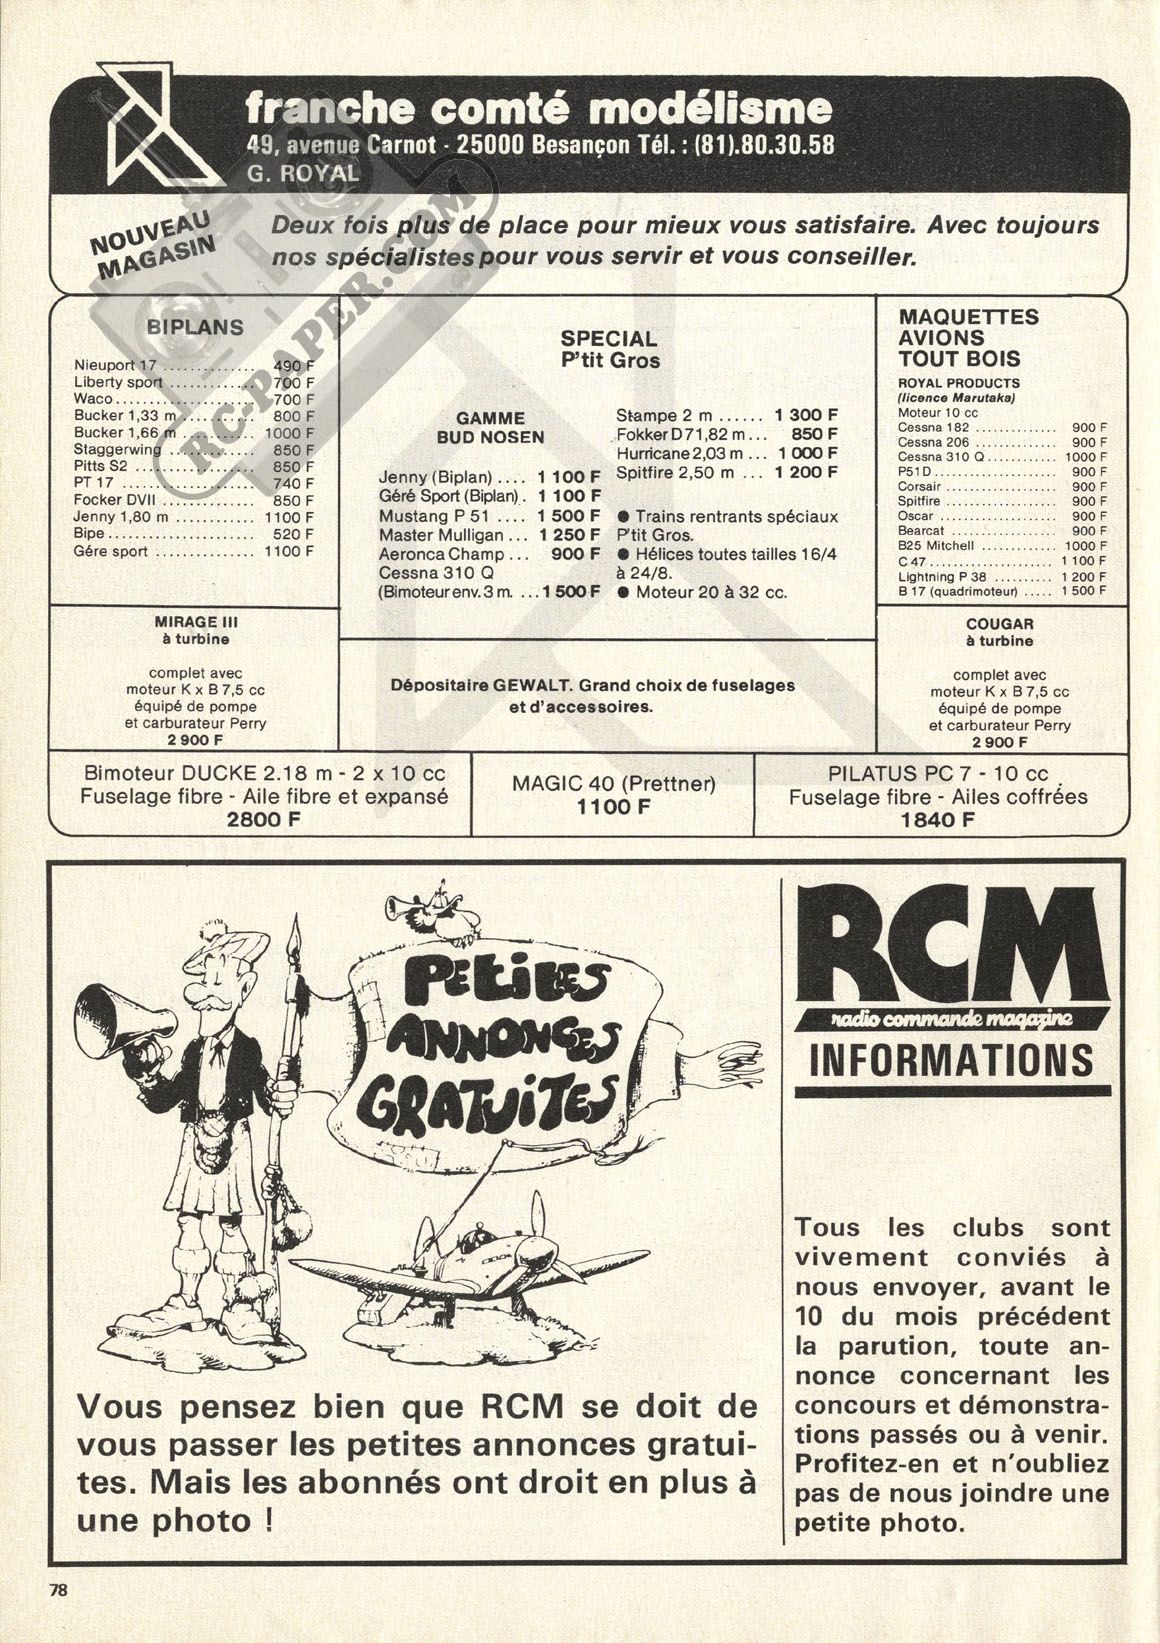 franche comté modélisme
49, avenue Carnot - 25000 Besançon Tél. : (81).80.30.58
G. ROYAL
NOUVEAU
MAGASIN
Deux fois plus de place pour mieux vous satisfaire. Avec toujours
nos spécialistes pour vous servir et vous conseiller.
BIPLANS
Nieuport 17 ............. 490 F
Liberty sport ............. 700 F
Waco ..................... 700 F
Bucker 1,33 m ............ 800 F
Bucker 1,66 m ............ 1000 F
Staggerwing .............. 850 F
Pitts S2 .................. 850 F
PT 17 .................... 740 F
Focker DVII .............. 850 F
Jenny 1,80 m ............. 1100 F
Bipe ...................... 520 F
Gére sport ............... 1100 F
MIRAGE III
à turbine
complet avec
moteur K x B 7,5 cc
équipé de pompe
et carburateur Perry
2 900 F
SPECIAL
P'tit Gros
GAMME
BUD NOSEN
Jenny (Biplan) .... 1 100 F
Géré Sport (Biplan) . 1 100 F
Mustang P 51 .... 1 500 F
Master Mulligan ... 1 250 F
Aeronca Champ ... 900 F
Cessna 310 Q
(Bimoteur env. 3 m. ... 1 500 F
Stampe 2 m ...... 1 300 F
Fokker D7 1,82 m ... 850 F
Hurricane 2,03 m ... 1 000 F
Spitfire 2,50 m ... 1 200 F
● Trains rentrants spéciaux
P'tit Gros.
● Hélices toutes tailles 16/4
à 24/8.
● Moteur 20 à 32 cc.
Dépositaire GEWALT. Grand choix de fuselages
et d'accessoires.
MAQUETTES
AVIONS
TOUT BOIS
ROYAL PRODUCTS
(licence Marutaka)
Moteur 10 cc
Cessna 182 .............. 900 F
Cessna 206 .............. 900 F
Cessna 310 Q ............ 1000 F
P51 D .................... 900 F
Corsair ................... 900 F
Spitfire ................... 900 F
Oscar .................... 900 F
Bearcat .................. 900 F
B25 Mitchell ............. 1000 F
C 47 ..................... 1 100 F
Lightning P 38 .......... 1 200 F
B 17 (quadrimoteur) ..... 1 500 F
COUGAR
à turbine
complet avec
moteur K x B 7,5 cc
équipé de pompe
et carburateur Perry
2 900 F
Bimoteur DUCKE 2.18 m - 2 x 10 cc
Fuselage fibre - Aile fibre et expansé
2800 F
MAGIC 40 (Prettner)
1100 F
PILATUS PC 7 - 10 cc
Fuselage fibre - Ailes coffrées
1840 F
RC-PAPER.COM
PETITES
ANNONCES
GRATUITES
Vous pensez bien que RCM se doit de
vous passer les petites annonces gratui-
tes. Mais les abonnés ont droit en plus à
une photo !
RCM
radio commande magazine
INFORMATIONS
Tous les clubs sont
vivement conviés à
nous envoyer, avant le
10 du mois précédent
la parution, toute an-
nonce concernant les
concours et démonstra-
tions passés ou à venir.
Profitez-en et n'oubliez
pas de nous joindre une
petite photo.
78